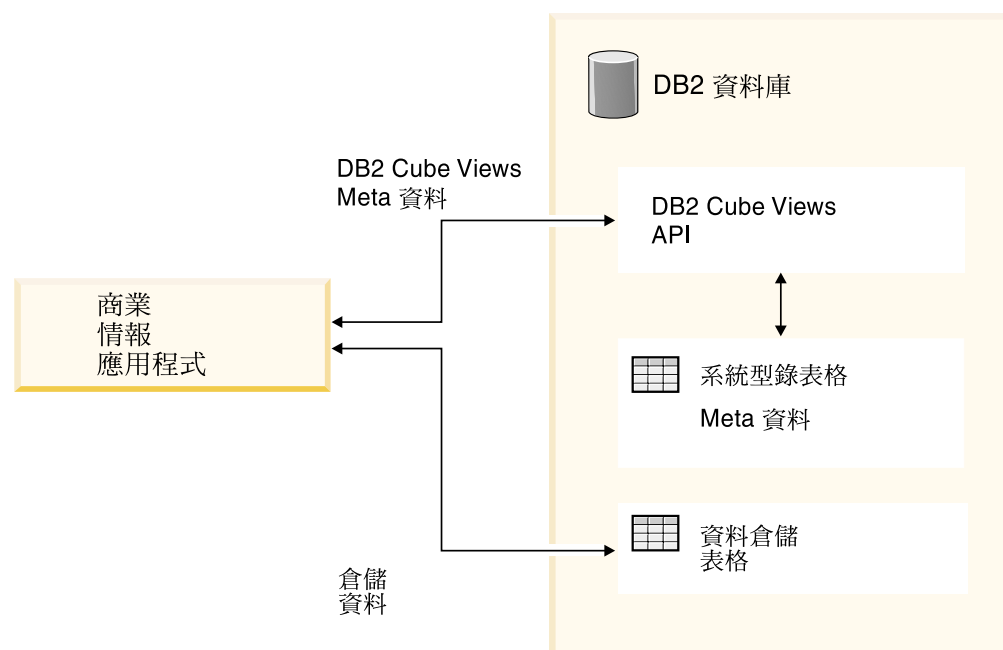 DB2 資料庫
DB2 Cube Views
Meta 資料
DB2 Cube Views
API
商業
情報
應用程式
系統型錄表格
Meta 資料
資料倉儲
表格
倉儲
資料